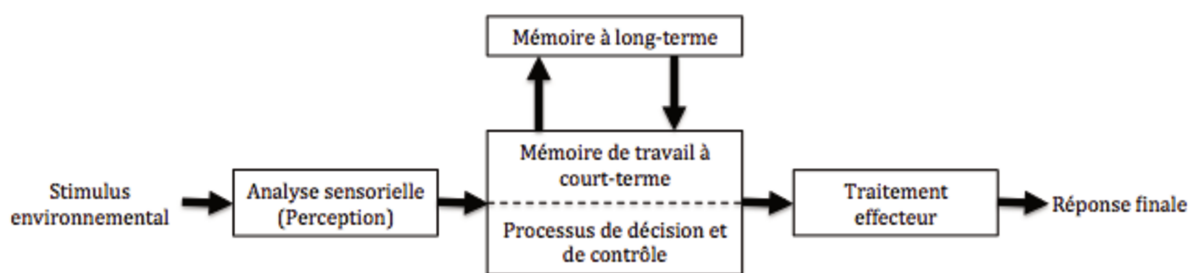 Mémoire à long-terme
Stimulus
environnemental
Analyse sensorielle
(Perception)
Mémoire de travail à
court-terme
Processus de décision et
de contrôle
Traitement
effecteur
Réponse finale